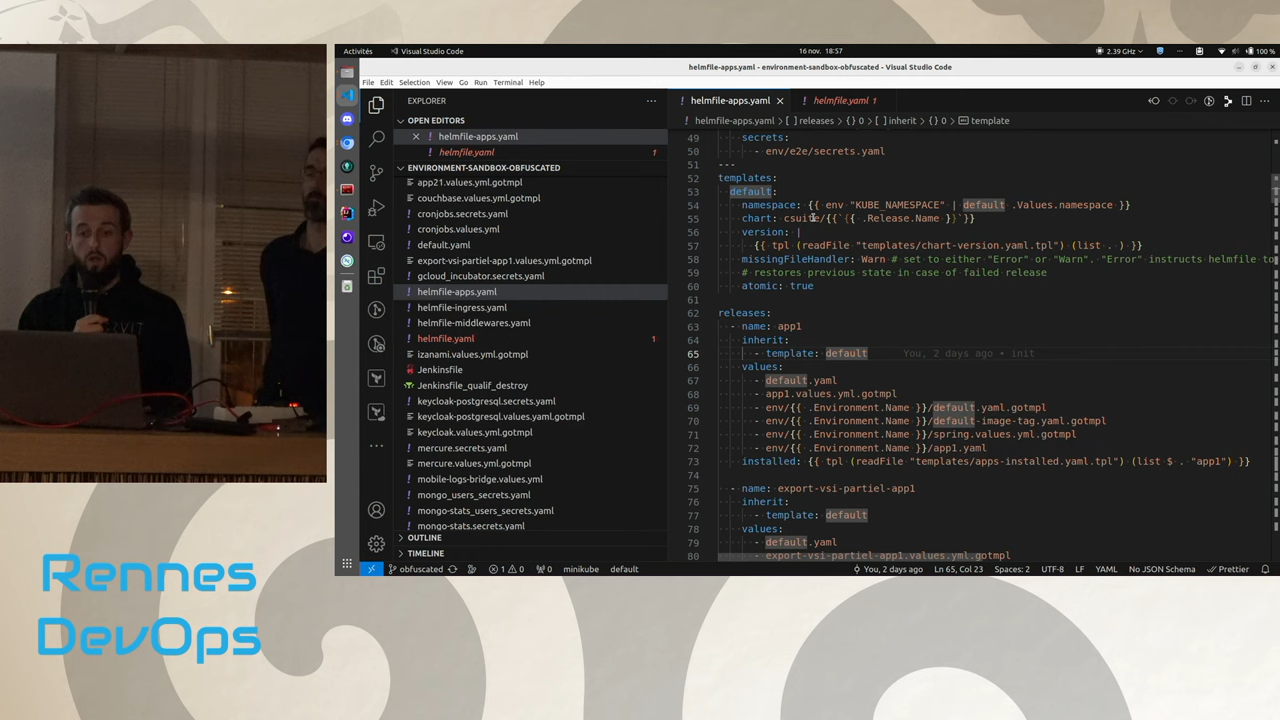 Activités
Visual Studio Code
16 nov. 18:57
2.39 GHz
100 %
helmfile-apps.yaml - environment-sandbox-obfuscated - Visual Studio Code
File Edit Selection View Go Run Terminal Help
EXPLORER
OPEN EDITORS
helmfile-apps.yaml
helmfile.yaml 1
ENVIRONMENT-SANDBOX-OBFUSCATED
app21.values.yml.gotmpl
couchbase.values.yml.gotmpl
cronjobs.secrets.yaml
cronjobs.values.yml
default.yaml
export-vsi-partiel-app1.values.yml.gotmpl
gcloud_incubator.secrets.yaml
helmfile-apps.yaml
helmfile-ingress.yaml
helmfile-middlewares.yaml
helmfile.yaml 1
izanami.values.yml.gotmpl
Jenkinsfile
Jenkinsfile_qualif_destroy
keycloak-postgresql.secrets.yaml
keycloak-postgresql.values.yaml.gotmpl
keycloak.values.yml.gotmpl
mercure.secrets.yaml
mercure.values.yml.gotmpl
mobile-logs-bridge.values.yml
mongo_users_secrets.yaml
mongo-stats_users_secrets.yaml
mongo-stats.secrets.yaml
OUTLINE
TIMELINE
helmfile-apps.yaml
helmfile.yaml 1
helmfile-apps.yaml > [ ] releases > { } 0 > [ ] inherit > { } 0 > template
49 secrets:
50 - env/e2e/secrets.yaml
51 ---
52 templates:
53 default:
54 namespace: {{ env "KUBE_NAMESPACE" | default .Values.namespace }}
55 chart: csuite/{{`{{ .Release.Name }}`}}
56 version: |
57 {{ tpl (readFile "templates/chart-version.yaml.tpl") (list . ) }}
58 missingFileHandler: Warn # set to either "Error" or "Warn". "Error" instructs helmfile to
59 # restores previous state in case of failed release
60 atomic: true
61
62 releases:
63 - name: app1
64 inherit:
65 - template: default You, 2 days ago • init
66 values:
67 - default.yaml
68 - app1.values.yml.gotmpl
69 - env/{{ .Environment.Name }}/default.yaml.gotmpl
70 - env/{{ .Environment.Name }}/default-image-tag.yaml.gotmpl
71 - env/{{ .Environment.Name }}/spring.values.yml.gotmpl
72 - env/{{ .Environment.Name }}/app1.yaml
73 installed: {{ tpl (readFile "templates/apps-installed.yaml.tpl") (list $ . "app1") }}
74
75 - name: export-vsi-partiel-app1
76 inherit:
77 - template: default
78 values:
79 - default.yaml
80 - export-vsi-partiel-app1.values.yml.gotmpl
obfuscated 1 0 0 minikube default You, 2 days ago Ln 65, Col 23 Spaces: 2 UTF-8 LF YAML No JSON Schema Prettier
Rennes
DevOps